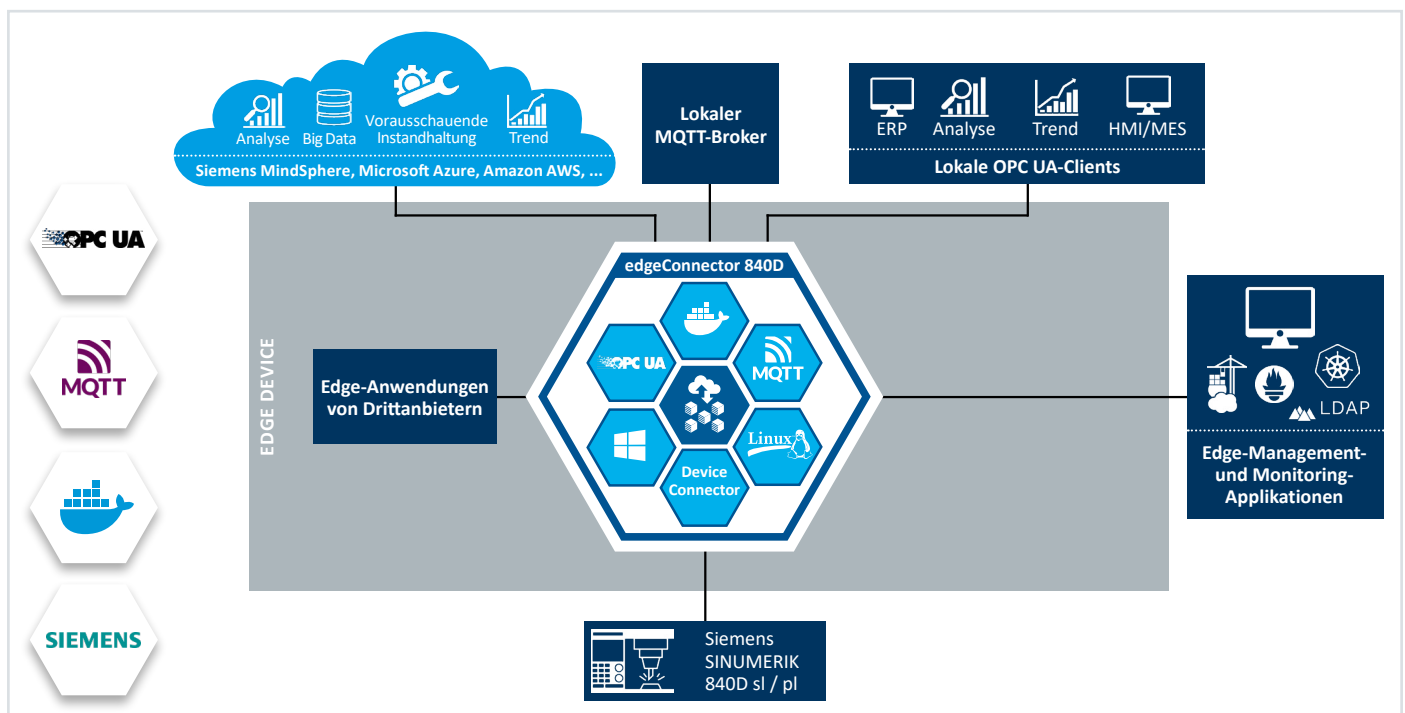 Analyse
Big Data
Vorausschauende
Instandhaltung
Trend
Siemens MindSphere, Microsoft Azure, Amazon AWS, ...
Lokaler
MQTT-Broker
ERP
Analyse
Trend
HMI/MES
Lokale OPC UA-Clients
OPC UA
MQTT
SIEMENS
EDGE DEVICE
Edge-Anwendungen
von Drittanbietern
edgeConnector 840D
OPC UA
MQTT
Linux
Device
Connector
LDAP
Edge-Management-
und Monitoring-
Applikationen
Siemens
SINUMERIK
840D sl / pl